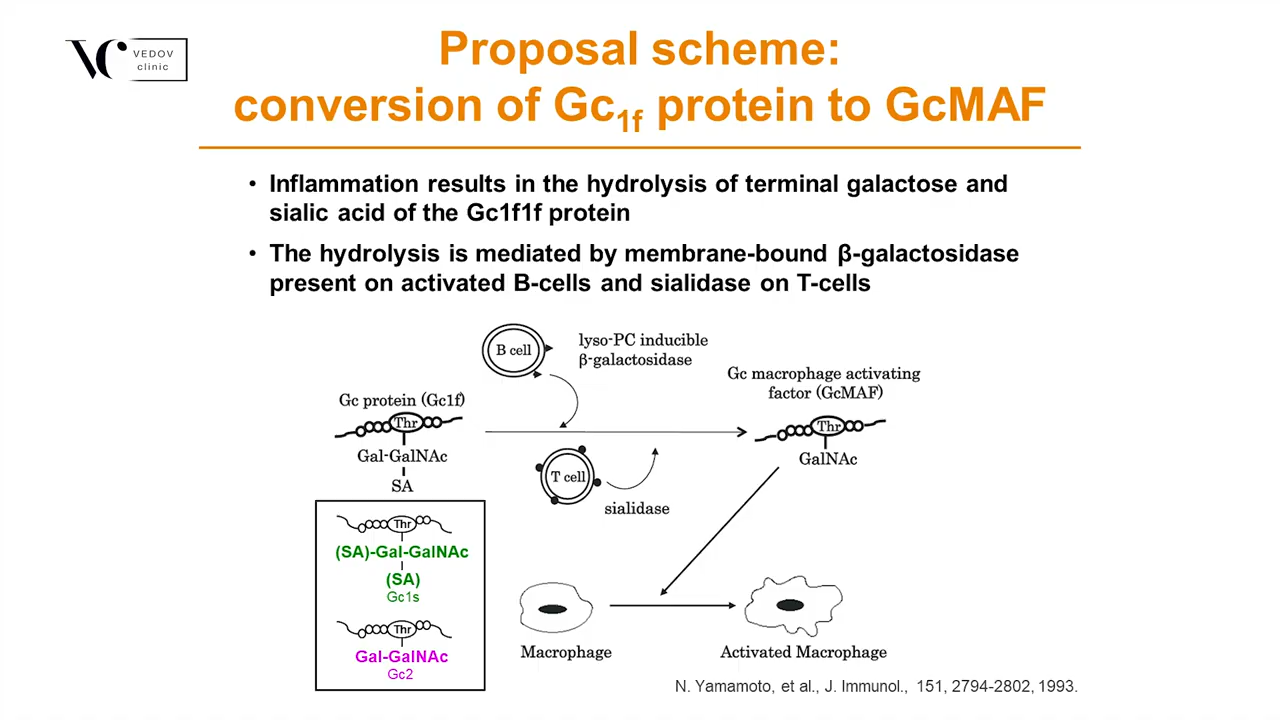 VC VEDOV
clinic
Proposal scheme:
conversion of Gc1f protein to GcMAF
• Inflammation results in the hydrolysis of terminal galactose and
sialic acid of the Gc1f1f protein
• The hydrolysis is mediated by membrane-bound β-galactosidase
present on activated B-cells and sialidase on T-cells
B cell
lyso-PC inducible
β-galactosidase
Gc protein (Gc1f)
Thr
Gal-GalNAc
SA
T cell
sialidase
Gc macrophage activating
factor (GcMAF)
Thr
GalNAc
Thr
(SA)-Gal-GalNAc
(SA)
Gc1s
Thr
Gal-GalNAc
Gc2
Macrophage
Activated Macrophage
N. Yamamoto, et al., J. Immunol., 151, 2794-2802, 1993.